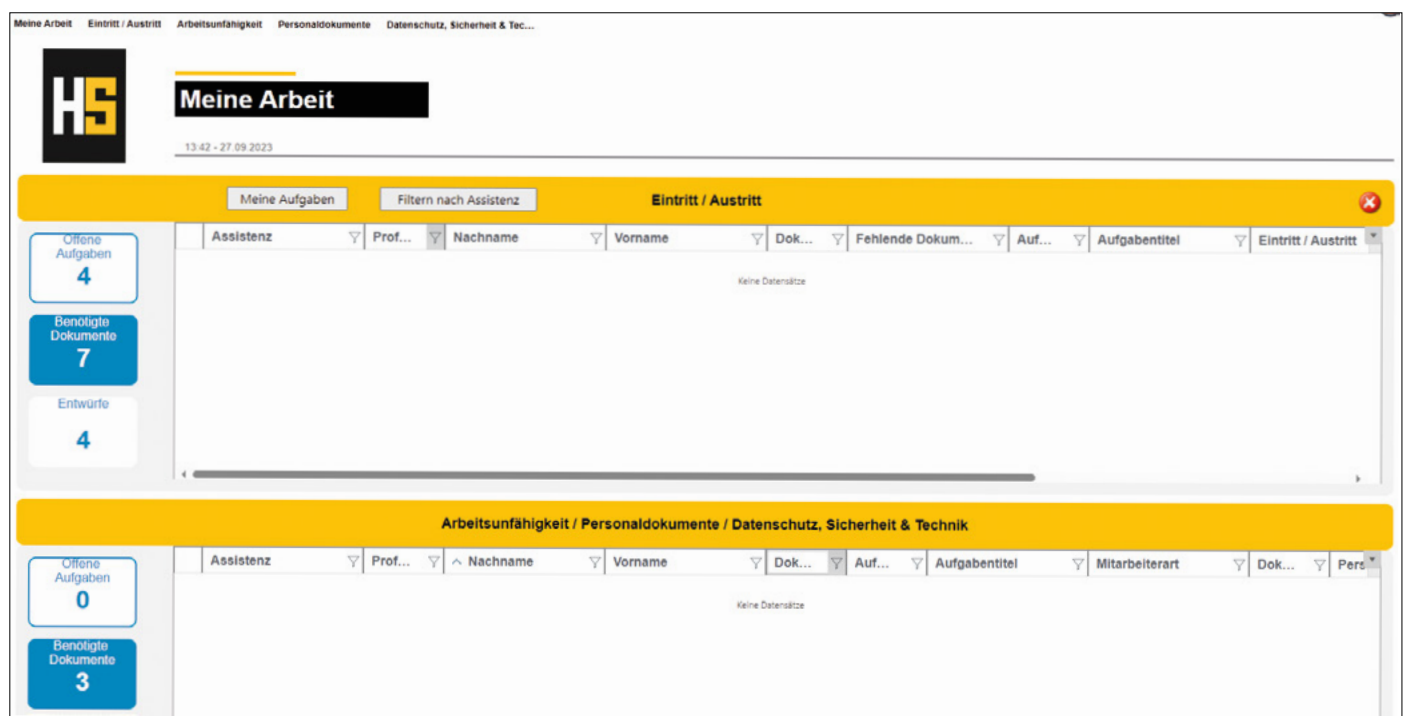 Meine Arbeit Eintritt / Austritt Arbeitsunfähigkeit Personaldokumente Datenschutz, Sicherheit & Tec...
HS
Meine Arbeit
13:42 - 27.09.2023
Meine Aufgaben Filtern nach Assistenz Eintritt / Austritt
Assistenz Prof... Nachname Vorname Dok... Fehlende Dokum... Auf... Aufgabentitel Eintritt / Austritt
Keine Datensätze
Offene
Aufgaben
4
Benötigte
Dokumente
7
Entwürfe
4
Arbeitsunfähigkeit / Personaldokumente / Datenschutz, Sicherheit & Technik
Assistenz Prof... Nachname Vorname Dok... Auf... Aufgabentitel Mitarbeiterart Dok... Pers
Keine Datensätze
Offene
Aufgaben
0
Benötigte
Dokumente
3